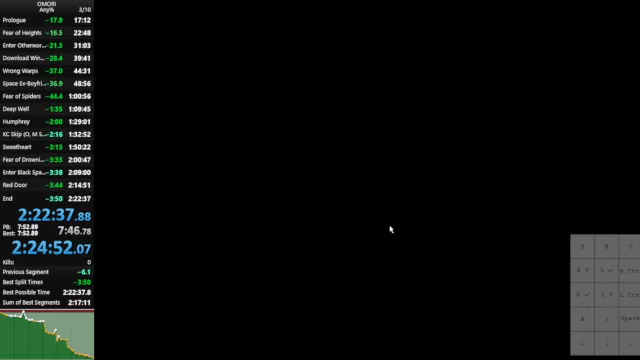 OMORI
Any% 3/10
Prologue -17.9 17:12
Fear of Heights -16.5 22:48
Enter Otherwor... -21.3 31:03
Download Win... -28.4 39:41
Wrong Warps -37.0 44:31
Space Ex-Boyfri... -36.9 48:56
Fear of Spiders -44.4 1:00:56
Deep Well -1:35 1:09:45
Humphrey -2:00 1:29:01
KC Skip (O, M S... -2:16 1:32:52
Sweetheart -3:13 1:50:22
Fear of Drowni... -3:33 2:00:47
Enter Black Spa... -3:38 2:09:00
Red Door -3:44 2:14:51
End -3:50 2:22:37
2:22:37.88
PB: 7:52.89 7:46.78
Best: 7:52.89
2:24:52.07
Kills: 0
Previous Segment -6.1
Best Split Times -3:50
Best Possible Time 2:22:37.8
Sum of Best Segments 2:17:11
Space